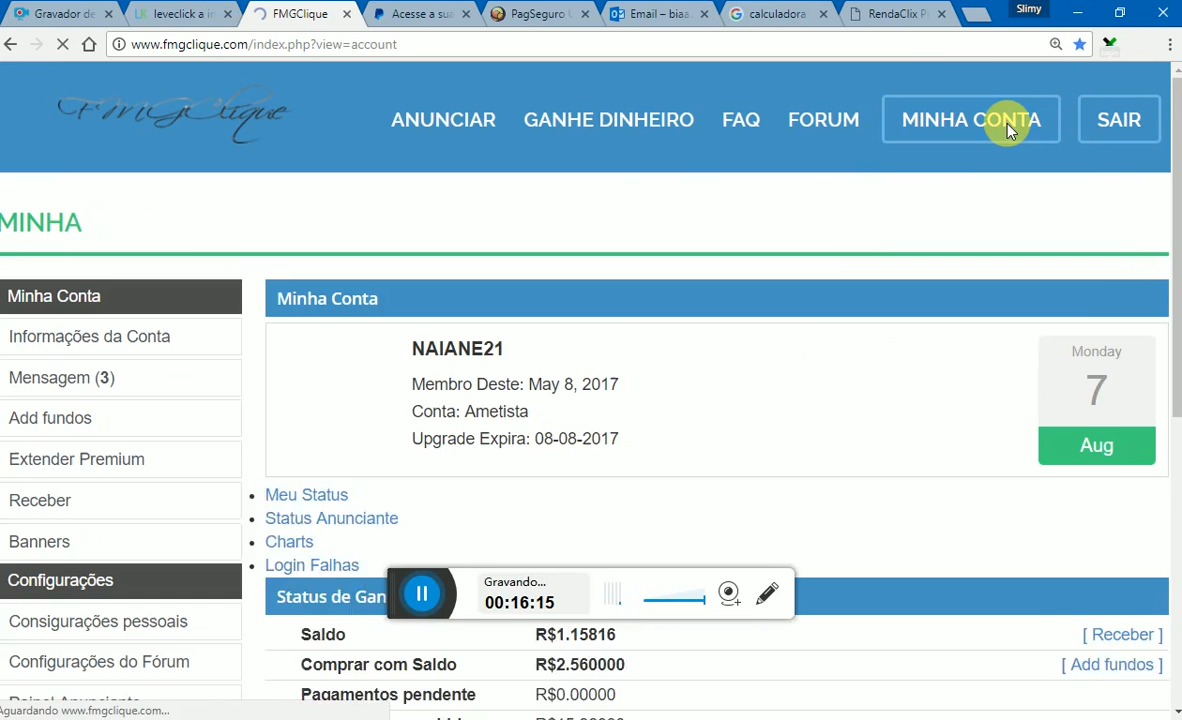 Gravador de
leveclick a in
FMGClique
Acesse a sua
PagSeguro U
Email – bia
calculadora
RendaClix P
Slimy
www.fmgclique.com/index.php?view=account
FMGClique
ANUNCIAR
GANHE DINHEIRO
FAQ
FORUM
MINHA CONTA
SAIR
MINHA
Minha Conta
Informações da Conta
Mensagem (3)
Add fundos
Extender Premium
Receber
Banners
Configurações
Consigurações pessoais
Configurações do Fórum
Minha Conta
NAIANE21
Membro Deste: May 8, 2017
Conta: Ametista
Upgrade Expira: 08-08-2017
Monday
7
Aug
• Meu Status
• Status Anunciante
• Charts
• Login Falhas
Status de Gan
Saldo R$1.15816 [ Receber ]
Comprar com Saldo R$2.560000 [ Add fundos ]
Pagamentos pendente R$0.00000
Gravando...
00:16:15
Aguardando www.fmgclique.com...